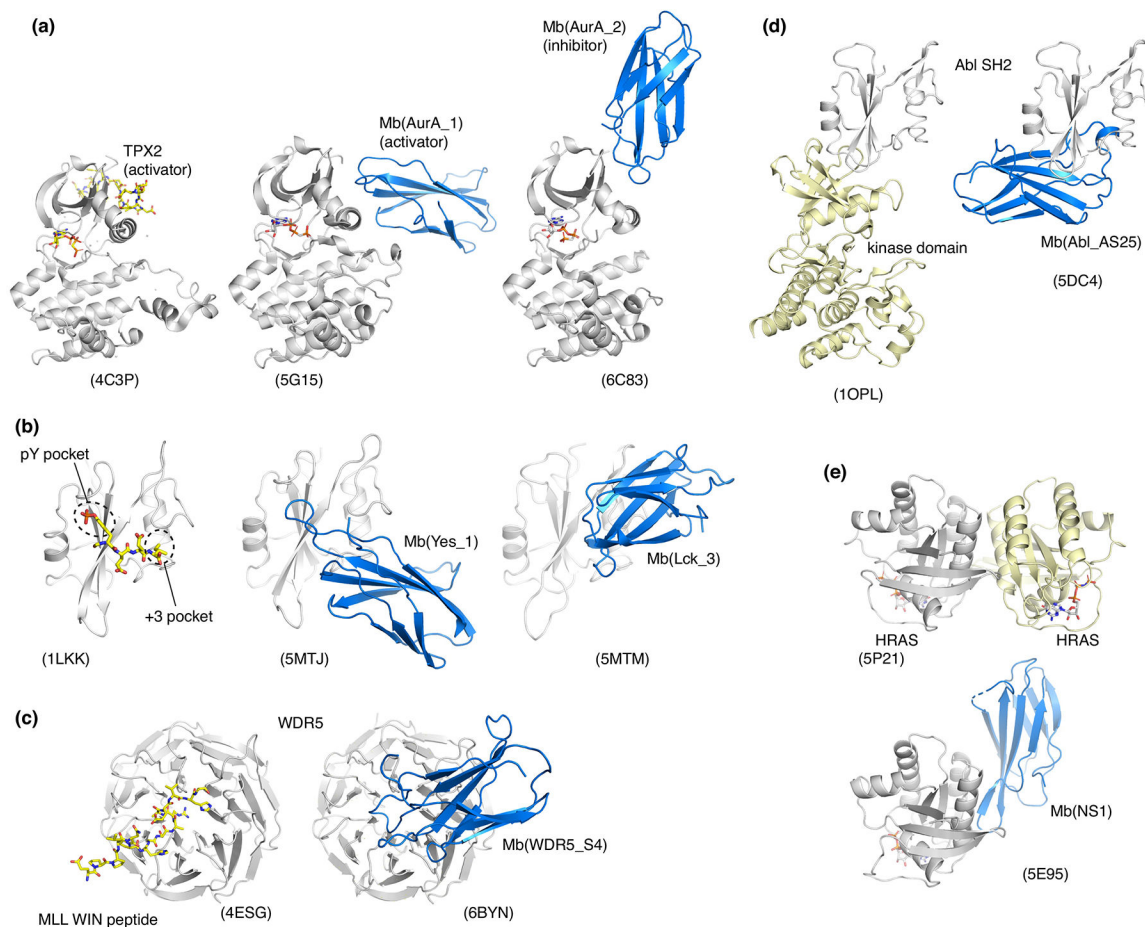 (a)
TPX2
(activator)
Mb(AurA_1)
(activator)
Mb(AurA_2)
(inhibitor)
(4C3P)
(5G15)
(6C83)
(b)
pY pocket
+3 pocket
Mb(Yes_1)
Mb(Lck_3)
(1LKK)
(5MTJ)
(5MTM)
(c)
WDR5
Mb(WDR5_S4)
MLL WIN peptide
(4ESG)
(6BYN)
(d)
Abl SH2
kinase domain
Mb(Abl_AS25)
(5DC4)
(1OPL)
(e)
HRAS
(5P21)
HRAS
Mb(NS1)
(5E95)